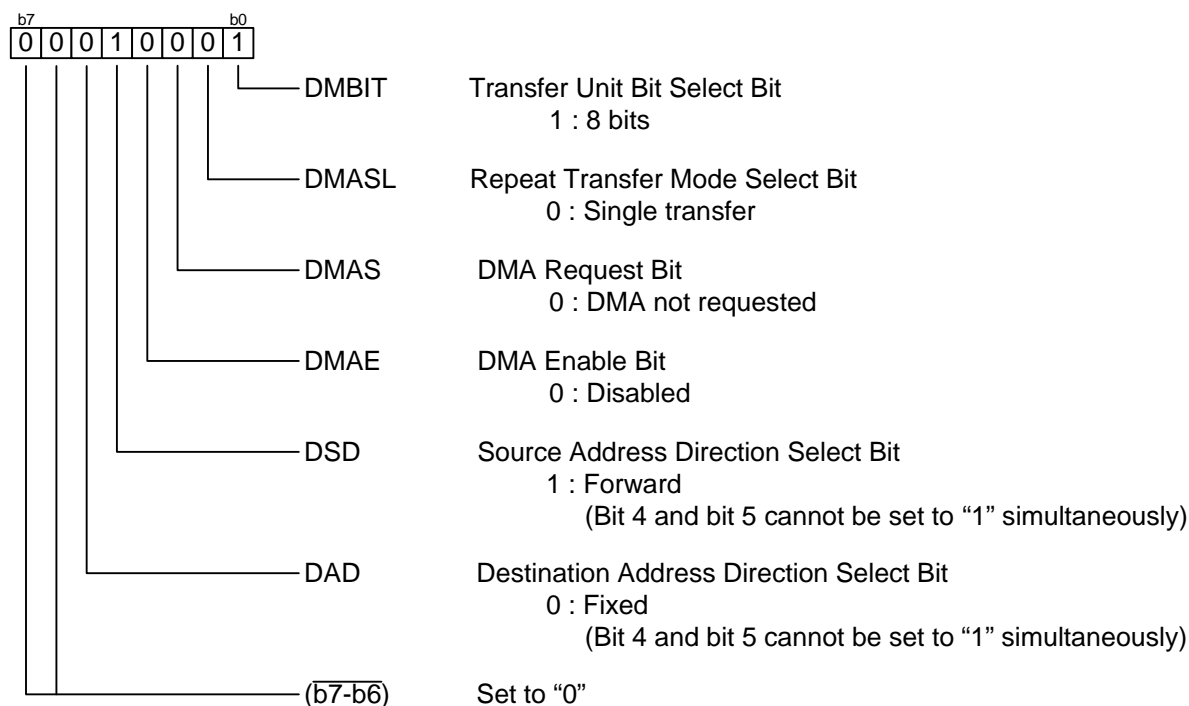 b7 b0
0 0 0 1 0 0 0 1
DMBIT Transfer Unit Bit Select Bit
1 : 8 bits
DMASL Repeat Transfer Mode Select Bit
0 : Single transfer
DMAS DMA Request Bit
0 : DMA not requested
DMAE DMA Enable Bit
0 : Disabled
DSD Source Address Direction Select Bit
1 : Forward
(Bit 4 and bit 5 cannot be set to “1” simultaneously)
DAD Destination Address Direction Select Bit
0 : Fixed
(Bit 4 and bit 5 cannot be set to “1” simultaneously)
(b7-b6) Set to “0”